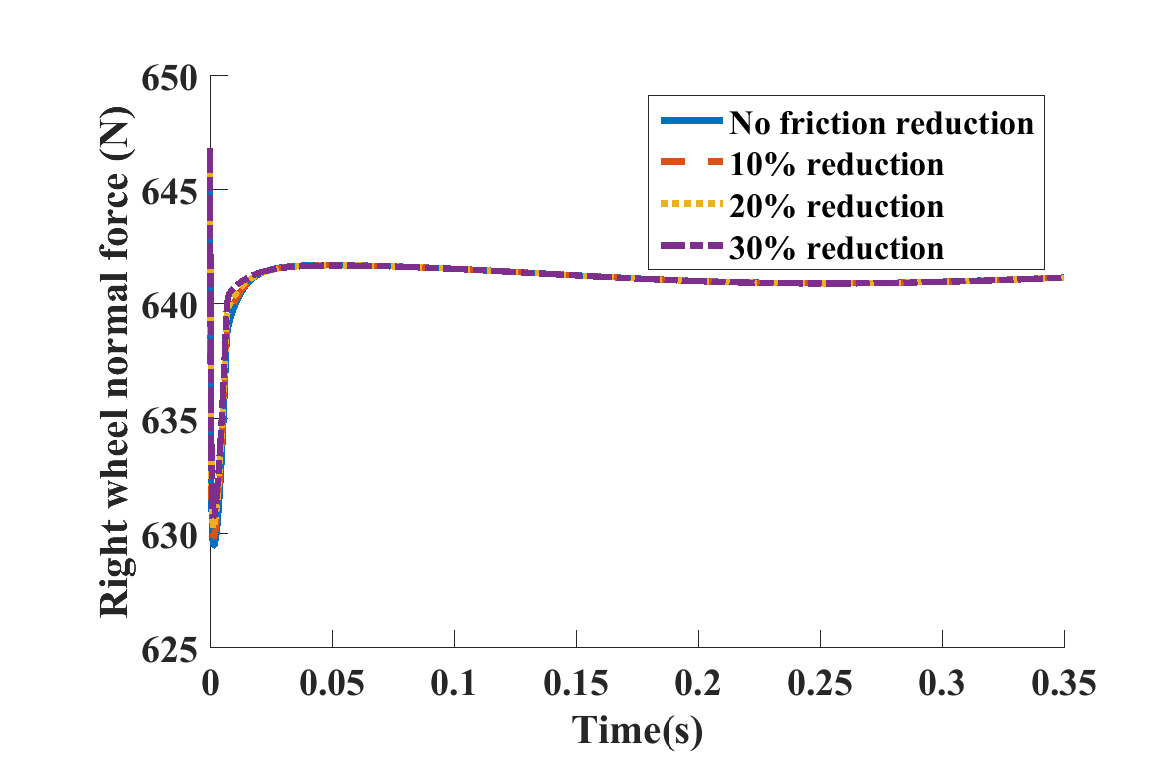 650
645
640
635
630
625
Right wheel normal force (N)
No friction reduction
10% reduction
20% reduction
30% reduction
0
0.05
0.1
0.15
0.2
0.25
0.3
0.35
Time(s)